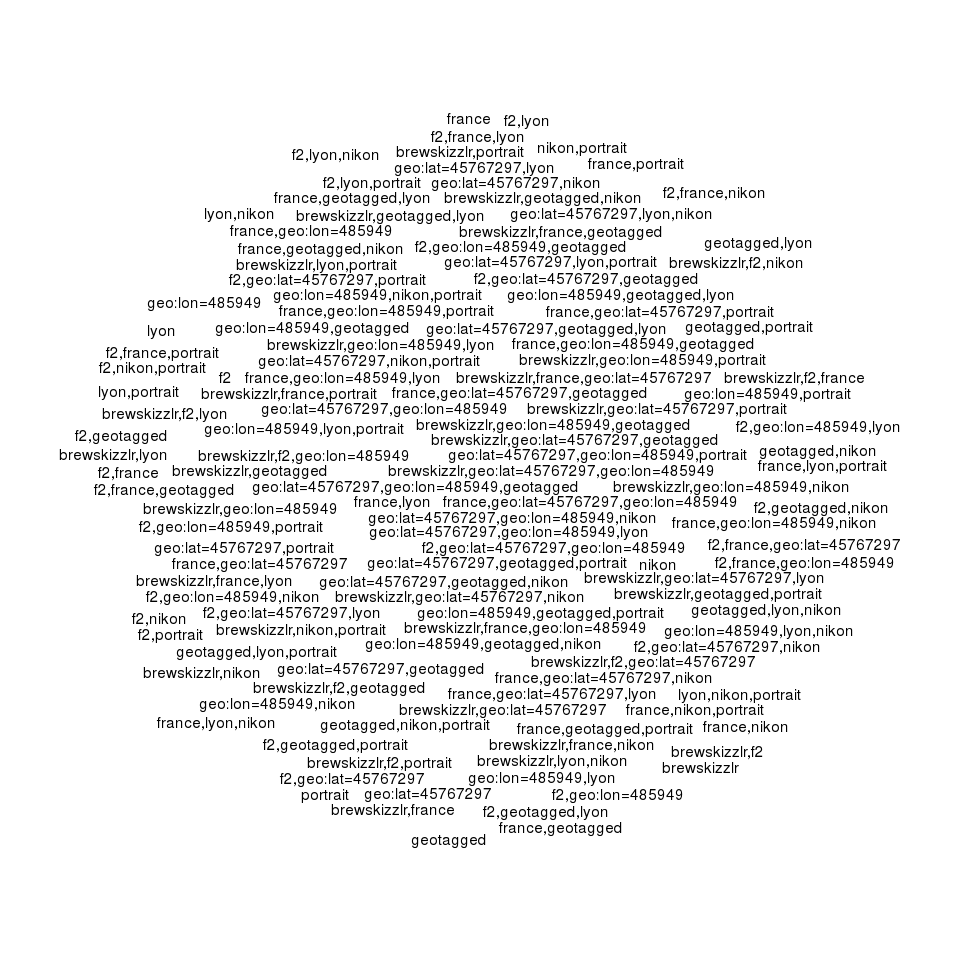 france f2,lyon
f2,france,lyon
f2,lyon,nikon brewskizzlr,portrait nikon,portrait
geo:lat=45767297,lyon france,portrait
f2,lyon,portrait geo:lat=45767297,nikon
france,geotagged,lyon brewskizzlr,geotagged,nikon f2,france,nikon
lyon,nikon brewskizzlr,geotagged,lyon geo:lat=45767297,lyon,nikon
france,geo:lon=485949 brewskizzlr,france,geotagged
france,geotagged,nikon f2,geo:lon=485949,geotagged geotagged,lyon
brewskizzlr,lyon,portrait geo:lat=45767297,lyon,portrait brewskizzlr,f2,nikon
f2,geo:lat=45767297,portrait f2,geo:lat=45767297,geotagged
geo:lon=485949 geo:lon=485949,nikon,portrait geo:lon=485949,geotagged,lyon
france,geo:lon=485949,portrait france,geo:lat=45767297,portrait
lyon geo:lon=485949,geotagged geo:lat=45767297,geotagged,lyon geotagged,portrait
brewskizzlr,geo:lon=485949,lyon france,geo:lon=485949,geotagged
f2,france,portrait geo:lat=45767297,nikon,portrait brewskizzlr,geo:lon=485949,portrait
f2,nikon,portrait
f2 france,geo:lon=485949,lyon brewskizzlr,france,geo:lat=45767297 brewskizzlr,f2,france
lyon,portrait brewskizzlr,france,portrait france,geo:lat=45767297,geotagged geo:lon=485949,portrait
brewskizzlr,f2,lyon geo:lat=45767297,geo:lon=485949 brewskizzlr,geo:lat=45767297,portrait
geo:lon=485949,lyon,portrait brewskizzlr,geo:lon=485949,geotagged f2,geo:lon=485949,lyon
f2,geotagged brewskizzlr,geo:lat=45767297,geotagged
brewskizzlr,lyon brewskizzlr,f2,geo:lon=485949 geo:lat=45767297,geo:lon=485949,portrait geotagged,nikon
f2,france brewskizzlr,geotagged brewskizzlr,geo:lat=45767297,geo:lon=485949 france,lyon,portrait
f2,france,geotagged geo:lat=45767297,geo:lon=485949,geotagged brewskizzlr,geo:lon=485949,nikon
brewskizzlr,geo:lon=485949 france,lyon france,geo:lat=45767297,geo:lon=485949 f2,geotagged,nikon
f2,geo:lon=485949,portrait geo:lat=45767297,geo:lon=485949,nikon france,geo:lon=485949,nikon
geo:lat=45767297,geo:lon=485949,lyon
geo:lat=45767297,portrait f2,geo:lat=45767297,geo:lon=485949 f2,france,geo:lat=45767297
france,geo:lat=45767297 geo:lat=45767297,geotagged,portrait nikon f2,france,geo:lon=485949
brewskizzlr,france,lyon geo:lat=45767297,geotagged,nikon brewskizzlr,geo:lat=45767297,lyon
f2,geo:lon=485949,nikon brewskizzlr,geo:lat=45767297,nikon brewskizzlr,geotagged,portrait
f2,nikon f2,geo:lat=45767297,lyon geo:lon=485949,geotagged,portrait geotagged,lyon,nikon
f2,portrait brewskizzlr,nikon,portrait brewskizzlr,france,geo:lon=485949 geo:lon=485949,lyon,nikon
geotagged,lyon,portrait geo:lon=485949,geotagged,nikon f2,geo:lat=45767297,nikon
brewskizzlr,nikon geo:lat=45767297,geotagged brewskizzlr,f2,geo:lat=45767297
france,geo:lat=45767297,nikon
brewskizzlr,f2,geotagged france,geo:lat=45767297,lyon lyon,nikon,portrait
geo:lon=485949,nikon brewskizzlr,geo:lat=45767297 france,nikon,portrait
france,lyon,nikon geotagged,nikon,portrait france,geotagged,portrait france,nikon
f2,geotagged,portrait brewskizzlr,france,nikon brewskizzlr,f2
brewskizzlr,f2,portrait brewskizzlr,lyon,nikon brewskizzlr
f2,geo:lat=45767297 geo:lon=485949,lyon
portrait geo:lat=45767297 f2,geo:lon=485949
brewskizzlr,france f2,geotagged,lyon
france,geotagged
geotagged